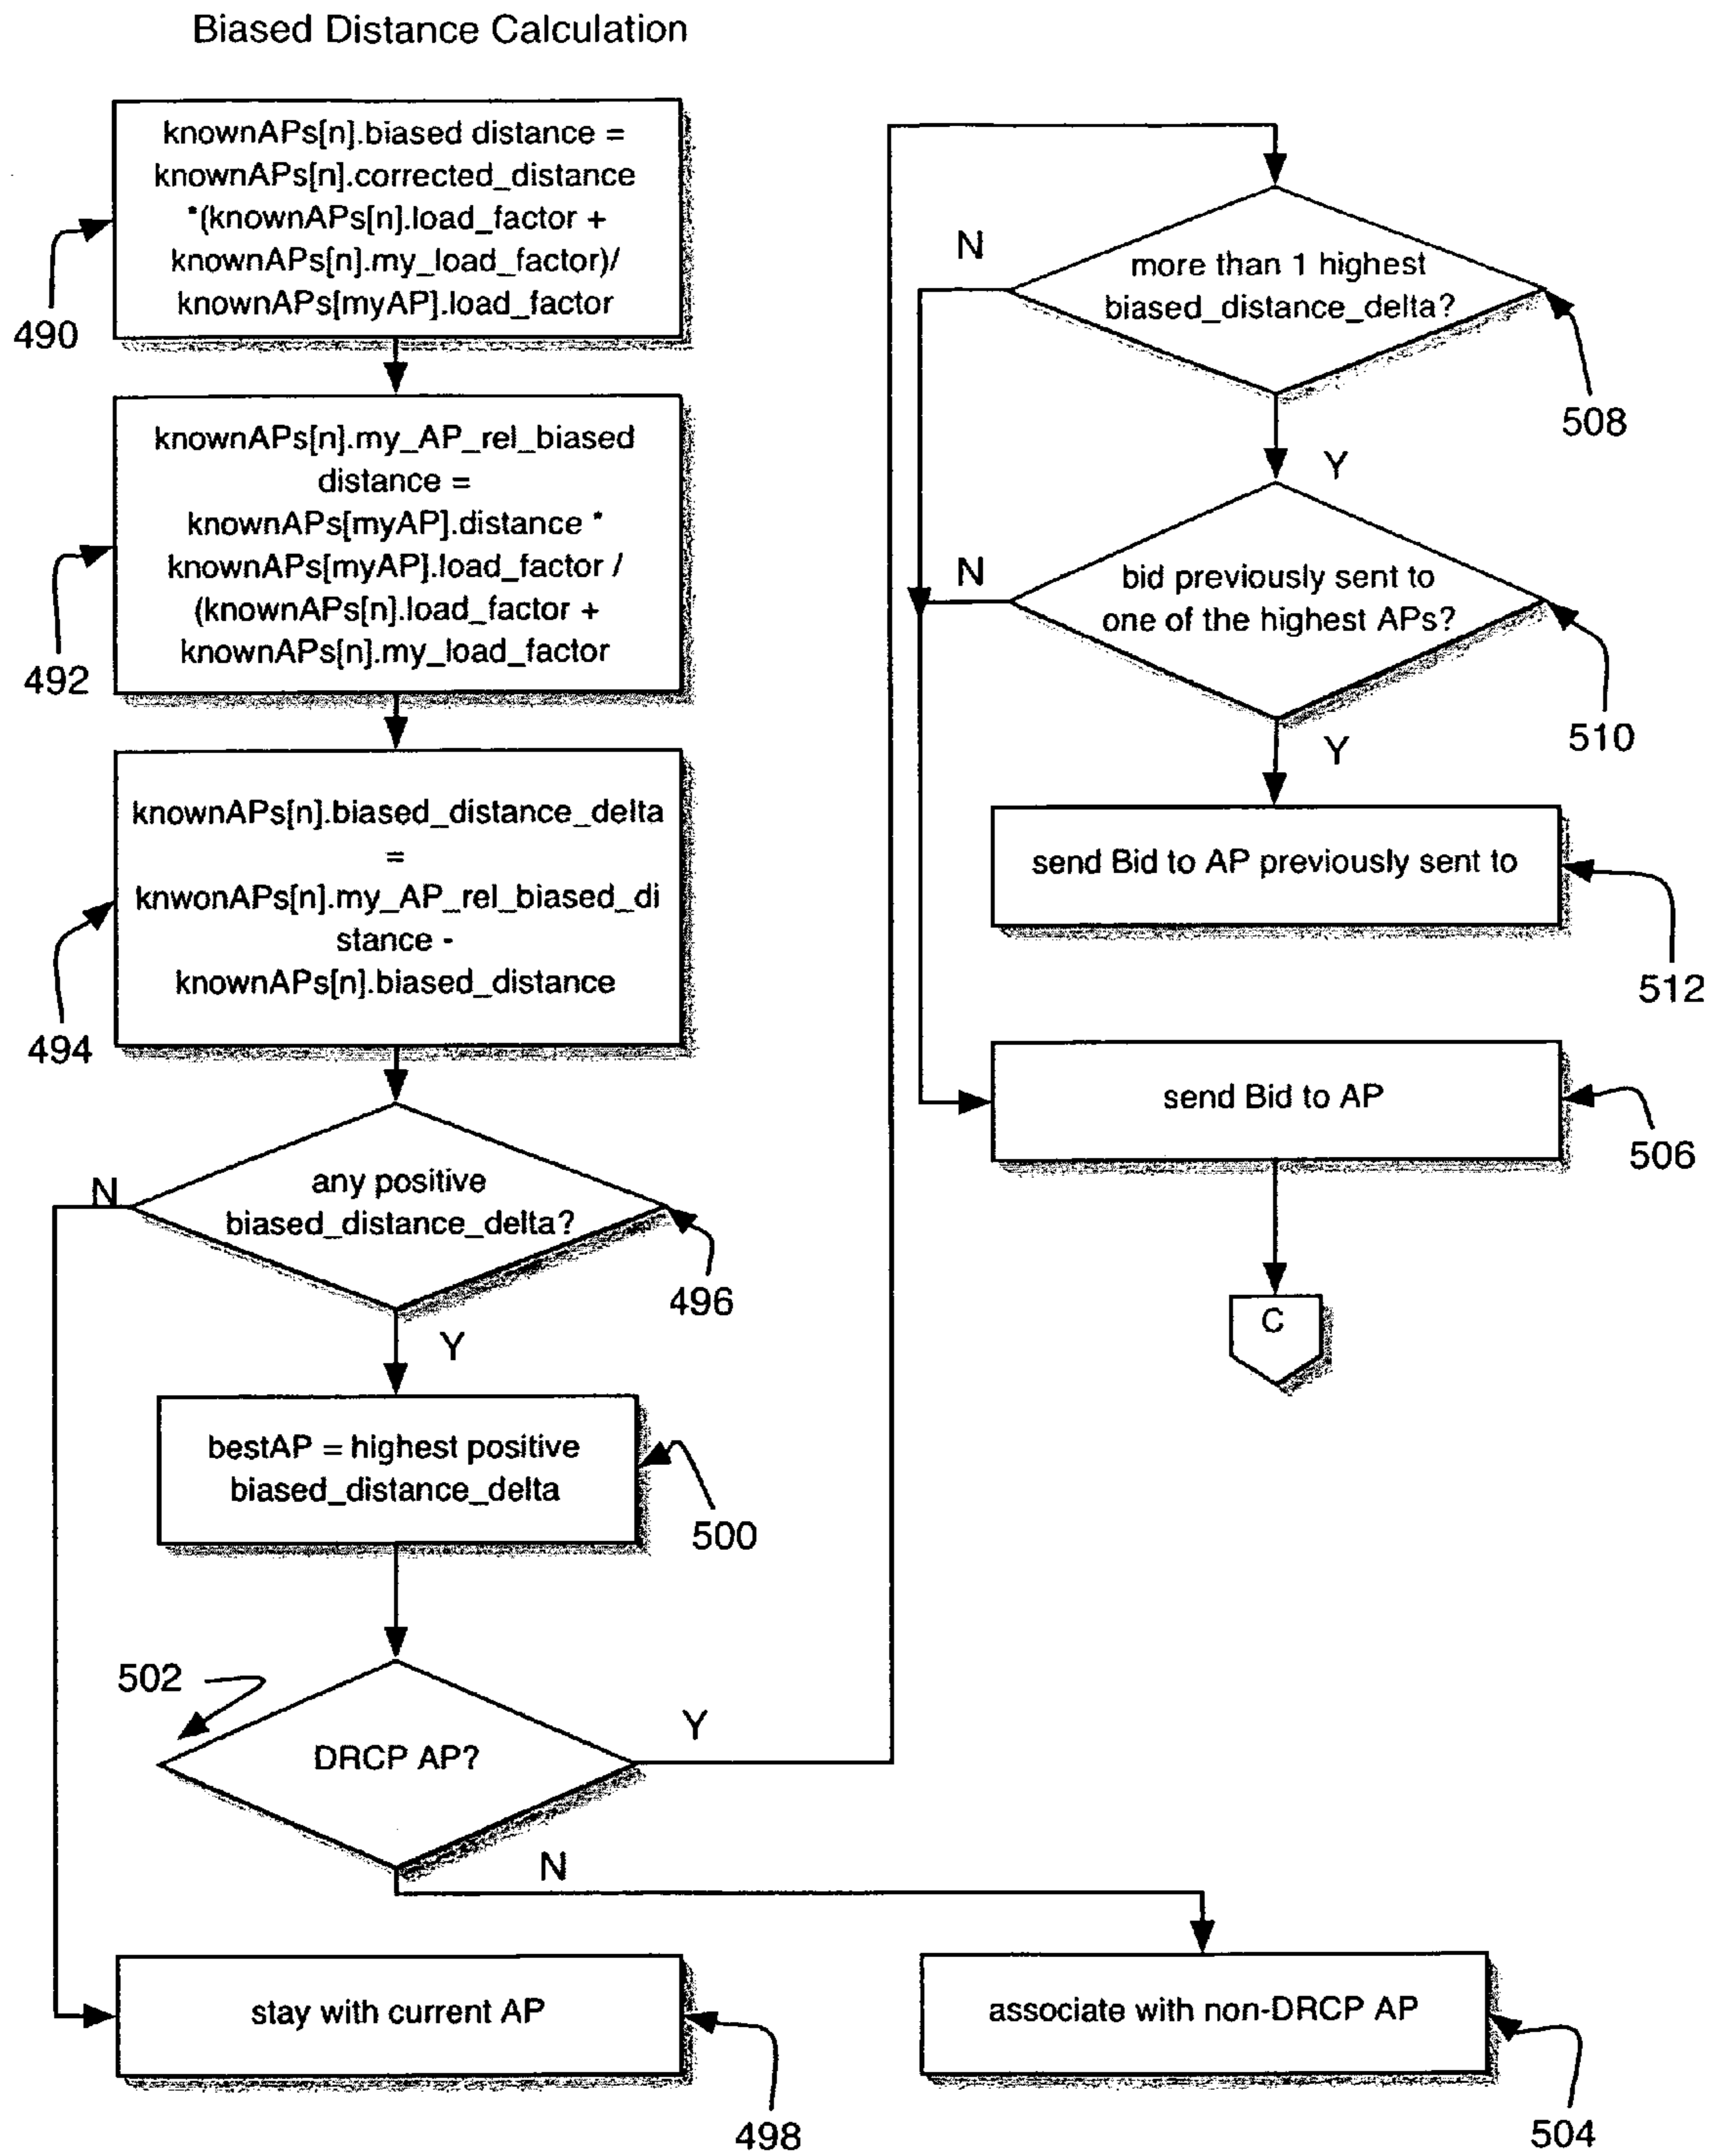 Biased Distance Calculation
knownAPs[n].biased distance =
knownAPs[n].corrected_distance
*(knownAPs[n].load_factor +
knownAPs[n].my_load_factor)/
knownAPs[myAP].load_factor
490
knownAPs[n].my_AP_rel_biased
distance =
knownAPs[myAP].distance *
knownAPs[myAP].load_factor /
(knownAPs[n].load_factor +
knownAPs[n].my_load_factor
492
knownAPs[n].biased_distance_delta
=
knwonAPs[n].my_AP_rel_biased_di
stance -
knownAPs[n].biased_distance
494
N
any positive
biased_distance_delta?
496
Y
bestAP = highest positive
biased_distance_delta
500
502
DRCP AP?
Y
N
stay with current AP
498
associate with non-DRCP AP
504
N
more than 1 highest
biased_distance_delta?
508
Y
N
bid previously sent to
one of the highest APs?
510
Y
send Bid to AP previously sent to
512
send Bid to AP
506
C